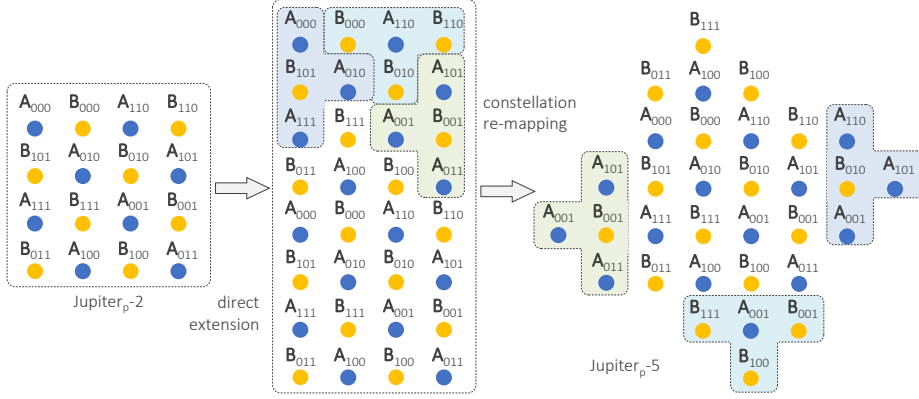 A000 B000 A110 B110
B101 A010 B010 A101
A111 B111 A001 B001
B011 A100 B100 A011
Jupiterp-2
direct
extension
A000 B000 A110 B110
B101 A010 B010 A101
A111 B111 A001 B001
B011 A100 B100 A011
A000 B000 A110 B110
B101 A010 B010 A101
A111 B111 A001 B001
B011 A100 B100 A011
constellation
re-mapping
B111
B011 A100 B100
A000 B000 A110 B110 A110
A101 B101 A010 B010 A101 B010 A101
A001 B001 A111 B111 A001 B001 A001
A011 B011 A100 B100 A011
B111 A001 B001
B100
Jupiterp-5